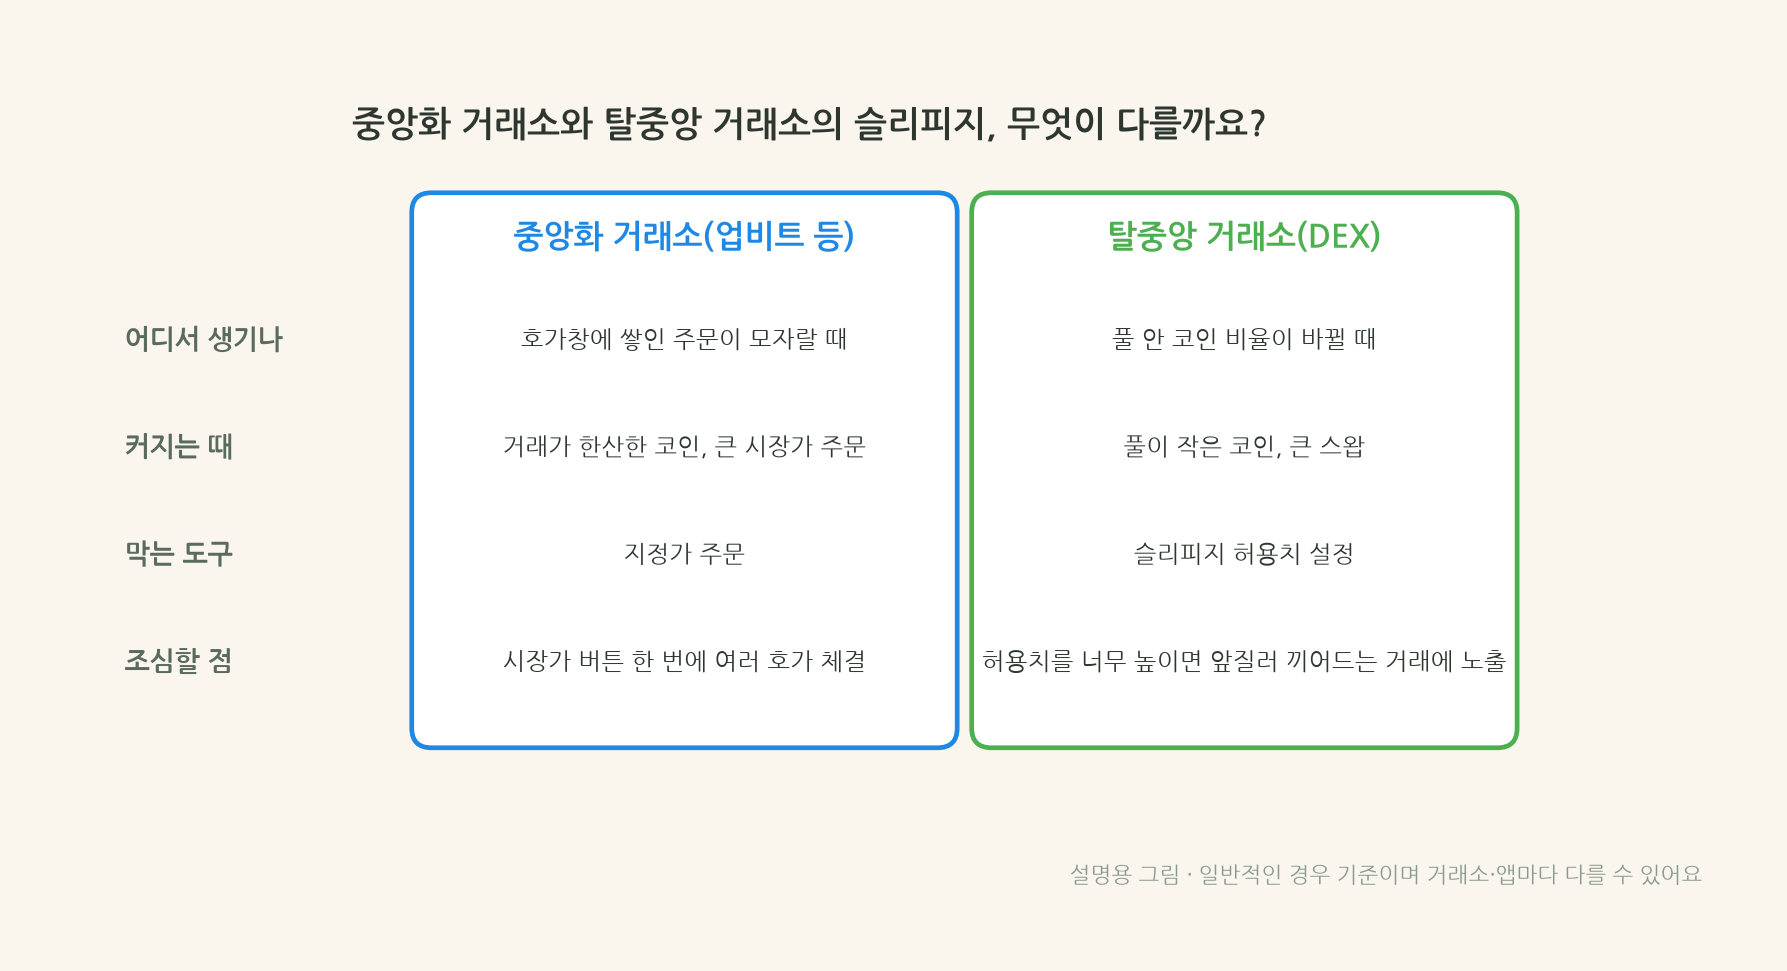 중앙화 거래소와 탈중앙 거래소의 슬리피지, 무엇이 다를까요?
중앙화 거래소(업비트 등)
탈중앙 거래소(DEX)
어디서 생기나
호가창에 쌓인 주문이 모자랄 때
풀 안 코인 비율이 바뀔 때
커지는 때
거래가 한산한 코인, 큰 시장가 주문
풀이 작은 코인, 큰 스왑
막는 도구
지정가 주문
슬리피지 허용치 설정
조심할 점
시장가 버튼 한 번에 여러 호가 체결
허용치를 너무 높이면 앞질러 끼어드는 거래에 노출
설명용 그림 · 일반적인 경우 기준이며 거래소·앱마다 다를 수 있어요